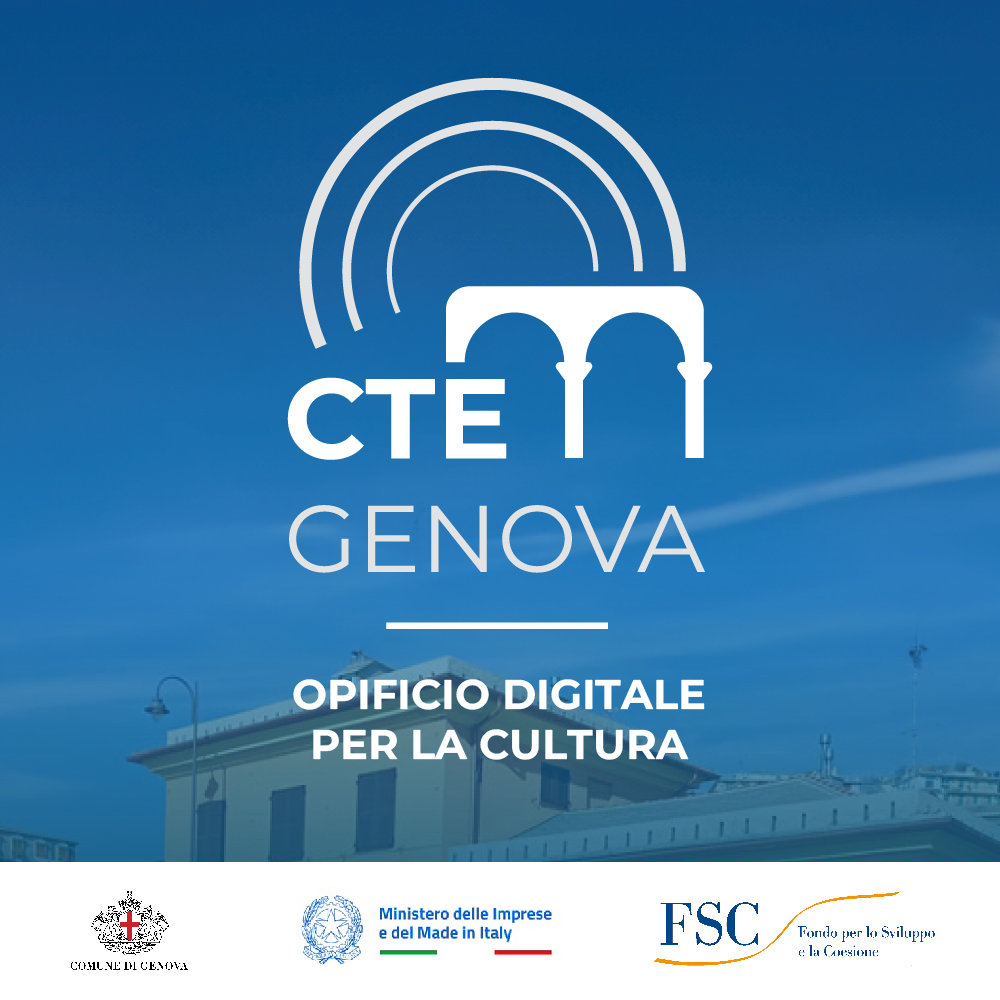 CTE
GENOVA
OPIFICIO DIGITALE
PER LA CULTURA
COMUNE DI GENOVA
Ministero delle Imprese
e del Made in Italy
FSC
Fondo per lo Sviluppo
e la Coesione